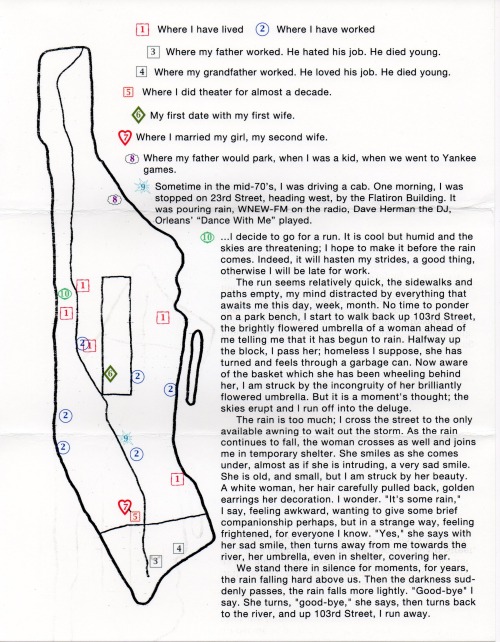 1 Where I have lived 2 Where I have worked
3 Where my father worked. He hated his job. He died young.
4 Where my grandfather worked. He loved his job. He died young.
5 Where I did theater for almost a decade.
6 My first date with my first wife.
7 Where I married my girl, my second wife.
8 Where my father would park, when I was a kid, when we went to Yankee
games.
9 Sometime in the mid-70's, I was driving a cab. One morning, I was
stopped on 23rd Street, heading west, by the Flatiron Building. It
was pouring rain, WNEW-FM on the radio, Dave Herman the DJ,
Orleans' "Dance With Me" played.
10 ...I decide to go for a run. It is cool but humid and the
skies are threatening; I hope to make it before the rain
comes. Indeed, it will hasten my strides, a good thing,
otherwise I will be late for work.
The run seems relatively quick, the sidewalks and
paths empty, my mind distracted by everything that
awaits me this day, week, month. No time to ponder
on a park bench, I start to walk back up 103rd Street,
the brightly flowered umbrella of a woman ahead of
me telling me that it has begun to rain. Halfway up
the block, I pass her; homeless I suppose, she has
turned and feels through a garbage can. Now aware
of the basket which she has been wheeling behind
her, I am struck by the incongruity of her brilliantly
flowered umbrella. But it is a moment's thought; the
skies erupt and I run off into the deluge.
The rain is too much; I cross the street to the only
available awning to wait out the storm. As the rain
continues to fall, the woman crosses as well and joins
me in temporary shelter. She smiles as she comes
under, almost as if she is intruding, a very sad smile.
She is old, and small, but I am struck by her beauty.
A white woman, her hair carefully pulled back, golden
earrings her decoration. I wonder. "It's some rain,"
I say, feeling awkward, wanting to give some brief
companionship perhaps, but in a strange way, feeling
frightened, for everyone I know. "Yes," she says with
her sad smile, then turns away from me towards the
river, her umbrella, even in shelter, covering her.
We stand there in silence for moments, for years,
the rain falling hard above us. Then the darkness sud-
denly passes, the rain falls more lightly. "Good-bye" I
say. She turns, "good-bye," she says, then turns back
to the river, and up 103rd Street, I run away.
8
1
10
1
1
2
1
6
2
2
2
9
2
2
1
7
5
4
3